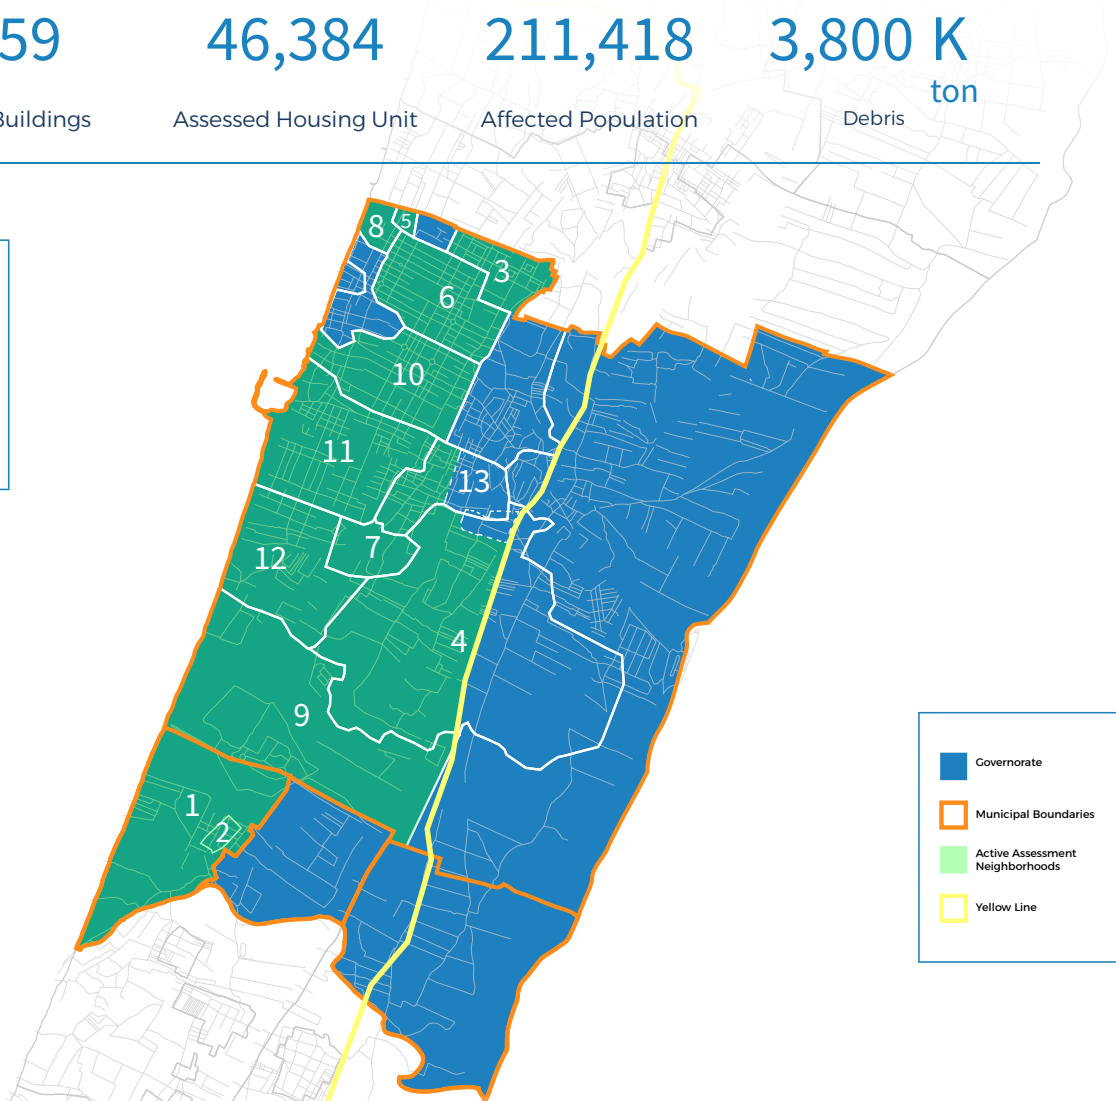 59
46,384
211,418
3,800 K
ton
Buildings
Assessed Housing Unit
Affected Population
Debris
8
5
3
6
10
11
13
12
7
4
9
1
2
Governorate
Municipal Boundaries
Active Assessment
Neighborhoods
Yellow Line